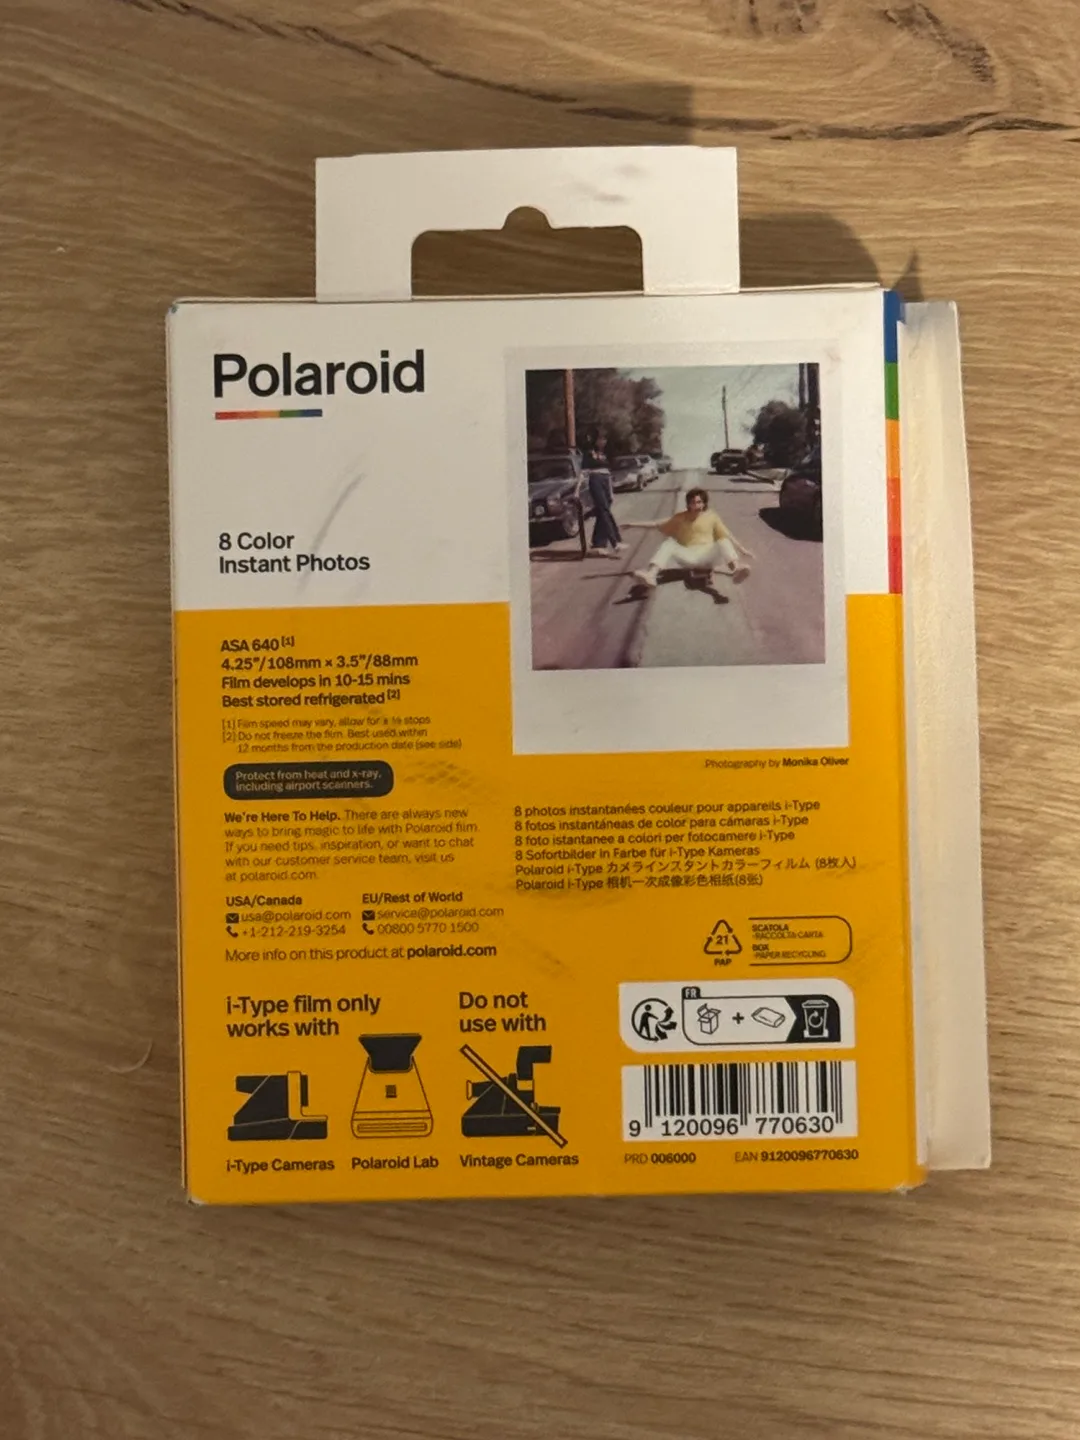 Polaroid
8 Color
Instant Photos
ASA 640 [1]
4.25"/108mm × 3.5"/88mm
Film develops in 10-15 mins
Best stored refrigerated [2]
[1] Film speed may vary, allow for ± ⅓ stops
[2] Do not freeze the film. Best used within
12 months from the production date (see side)
Protect from heat and x-ray,
including airport scanners.
We're Here To Help. There are always new
ways to bring magic to life with Polaroid film.
If you need tips, inspiration, or want to chat
with our customer service team, visit us
at polaroid.com.
USA/Canada
usa@polaroid.com
+1-212-219-3254
EU/Rest of World
service@polaroid.com
00800 5770 1500
More info on this product at polaroid.com
i-Type film only
works with
i-Type Cameras
Polaroid Lab
Do not
use with
Vintage Cameras
Photography by Monika Oliver
8 photos instantanées couleur pour appareils i-Type
8 fotos instantáneas de color para cámaras i-Type
8 foto istantanee a colori per fotocamere i-Type
8 Sofortbilder in Farbe für i-Type Kameras
Polaroid i-Type カメラインスタントカラーフィルム (8枚入)
Polaroid i-Type 相机一次成像彩色相纸(8张)
21
PAP
SCATOLA
-RACCOLTA CARTA
BOX
-PAPER RECYCLING
FR
+
9 120096 770630
PRD 006000
EAN 9120096770630